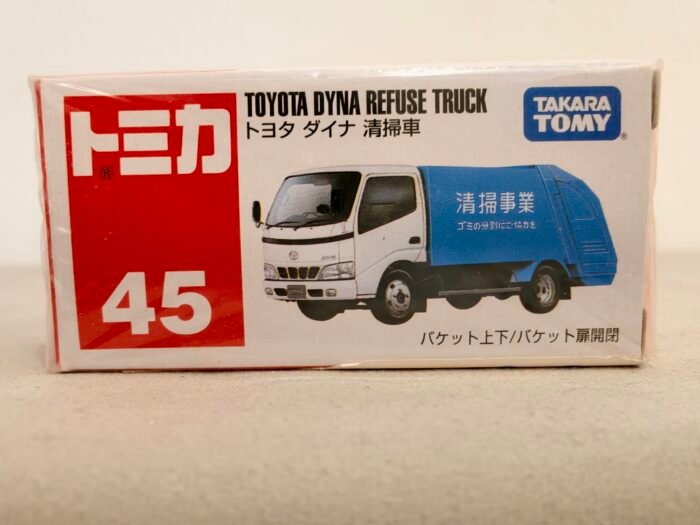 トミカ
®
45
TOYOTA DYNA REFUSE TRUCK
トヨタ ダイナ 清掃車
TAKARA
TOMY®
清掃事業
ゴミの分別にご協力を
バケット上下/バケット扉開閉